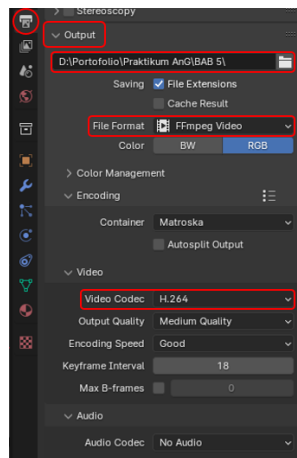 Stereoscopy
Output
D:\Portofolio\Praktikum AnG\BAB 5\
Saving File Extensions
Cache Result
File Format FFmpeg Video
Color BW RGB
Color Management
Encoding
Container Matroska
Autosplit Output
Video
Video Codec H.264
Output Quality Medium Quality
Encoding Speed Good
Keyframe Interval 18
Max B-frames 0
Audio
Audio Codec No Audio